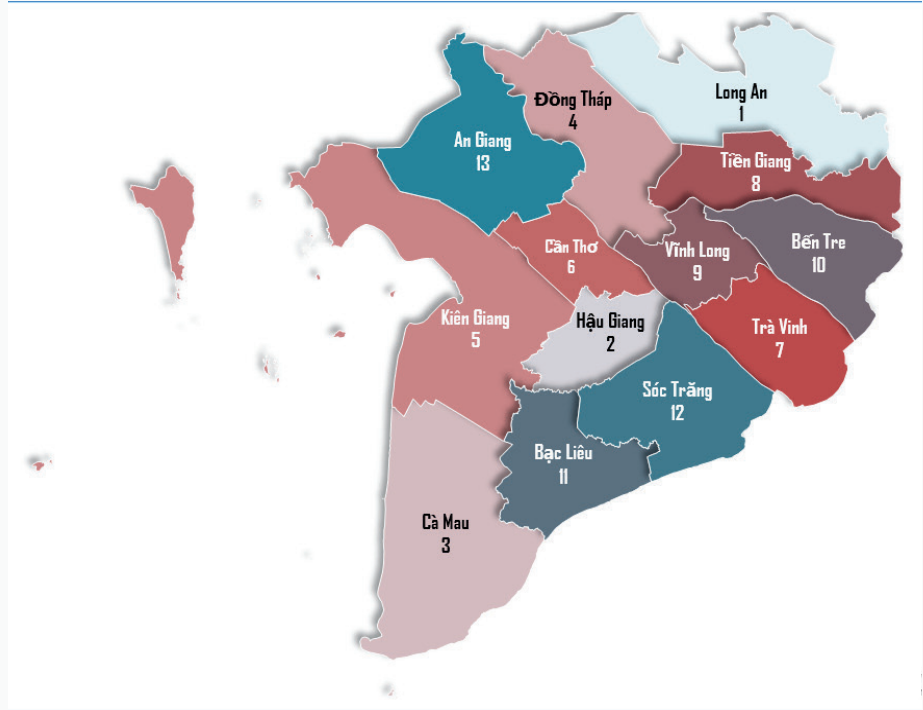 Long An
1
Đồng Tháp
4
An Giang
13
Tiền Giang
8
Bến Tre
10
Vĩnh Long
9
Cần Thơ
6
Trà Vinh
7
Hậu Giang
2
Kiên Giang
5
Sóc Trăng
12
Bạc Liêu
11
Cà Mau
3